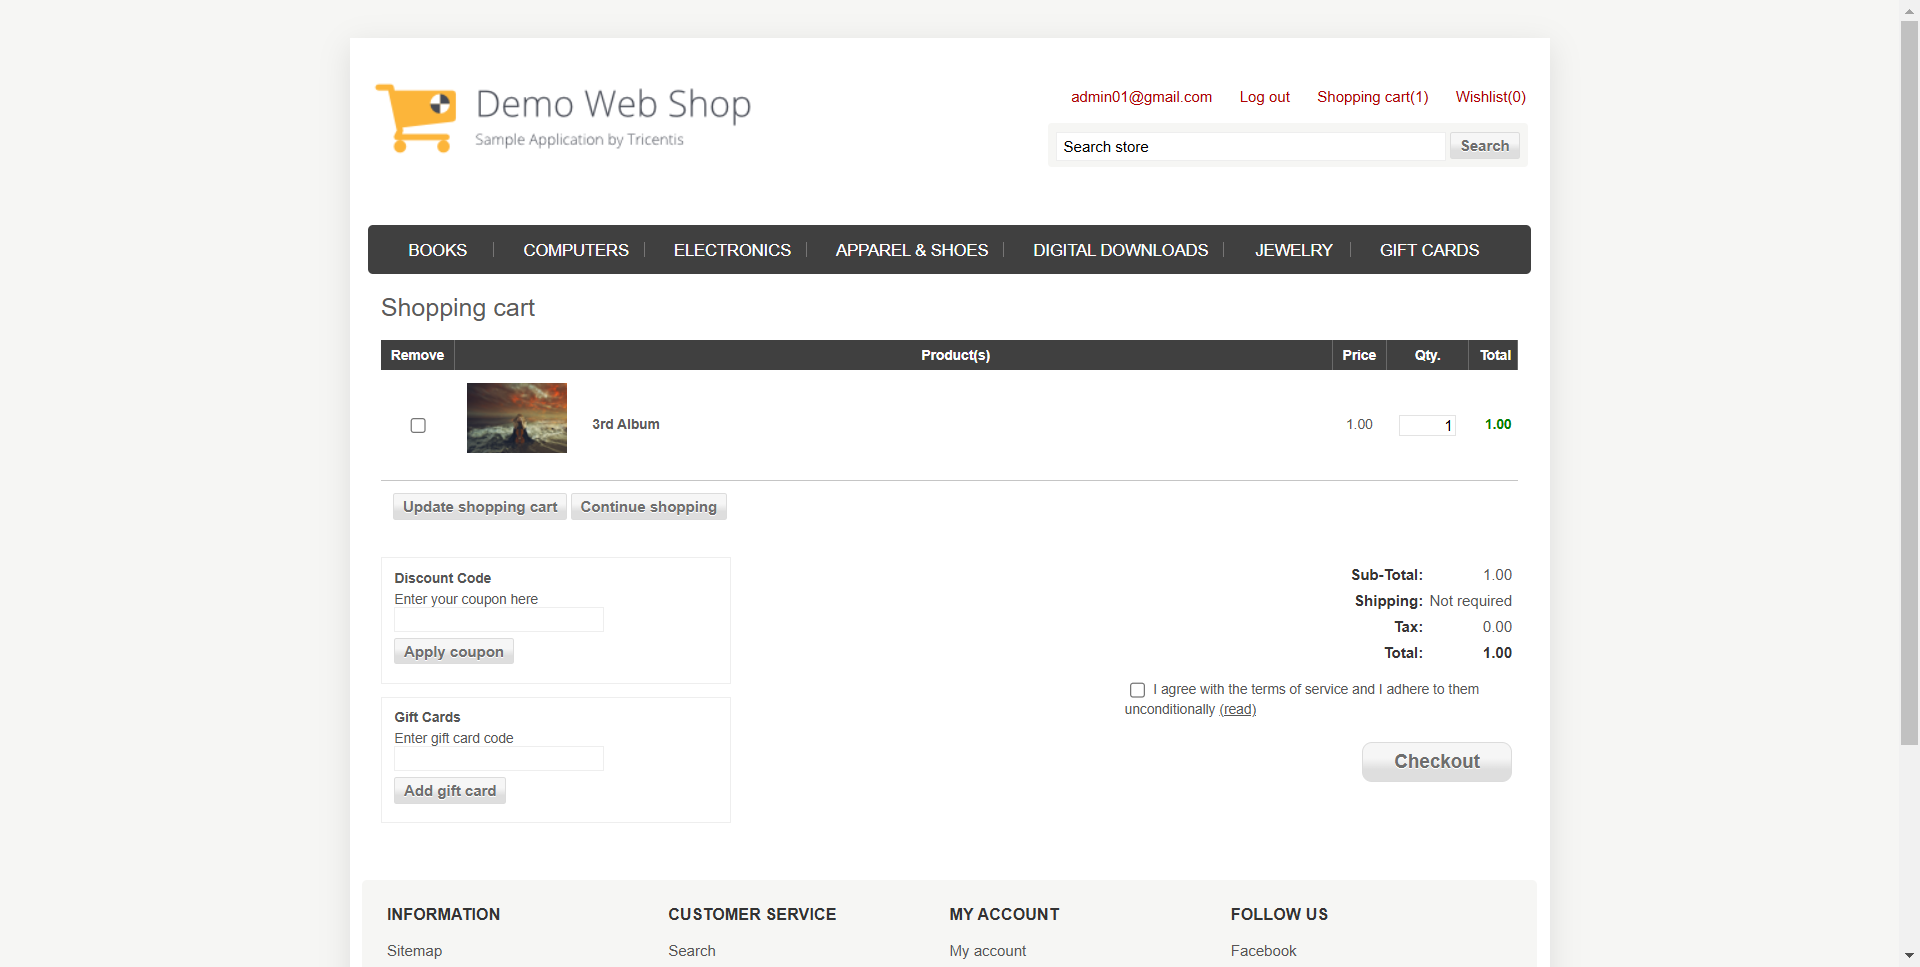 Demo Web Shop
Sample Application by Tricentis
admin01@gmail.com Log out Shopping cart(1) Wishlist(0)
Search store Search
BOOKS COMPUTERS ELECTRONICS APPAREL & SHOES DIGITAL DOWNLOADS JEWELRY GIFT CARDS
Shopping cart
Remove Product(s) Price Qty. Total
3rd Album 1.00 1 1.00
Update shopping cart Continue shopping
Discount Code
Enter your coupon here
Apply coupon
Gift Cards
Enter gift card code
Add gift card
Sub-Total: 1.00
Shipping: Not required
Tax: 0.00
Total: 1.00
I agree with the terms of service and I adhere to them
unconditionally (read)
Checkout
INFORMATION CUSTOMER SERVICE MY ACCOUNT FOLLOW US
Sitemap Search My account Facebook